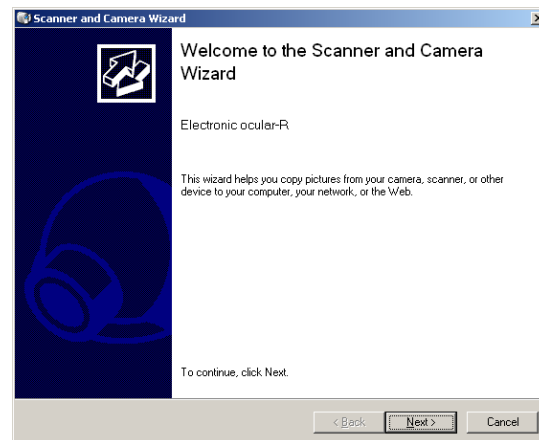 Scanner and Camera Wizard
Welcome to the Scanner and Camera
Wizard
Electronic ocular-R
This wizard helps you copy pictures from your camera, scanner, or other
device to your computer, your network, or the Web.
To continue, click Next.
< Back Next > Cancel